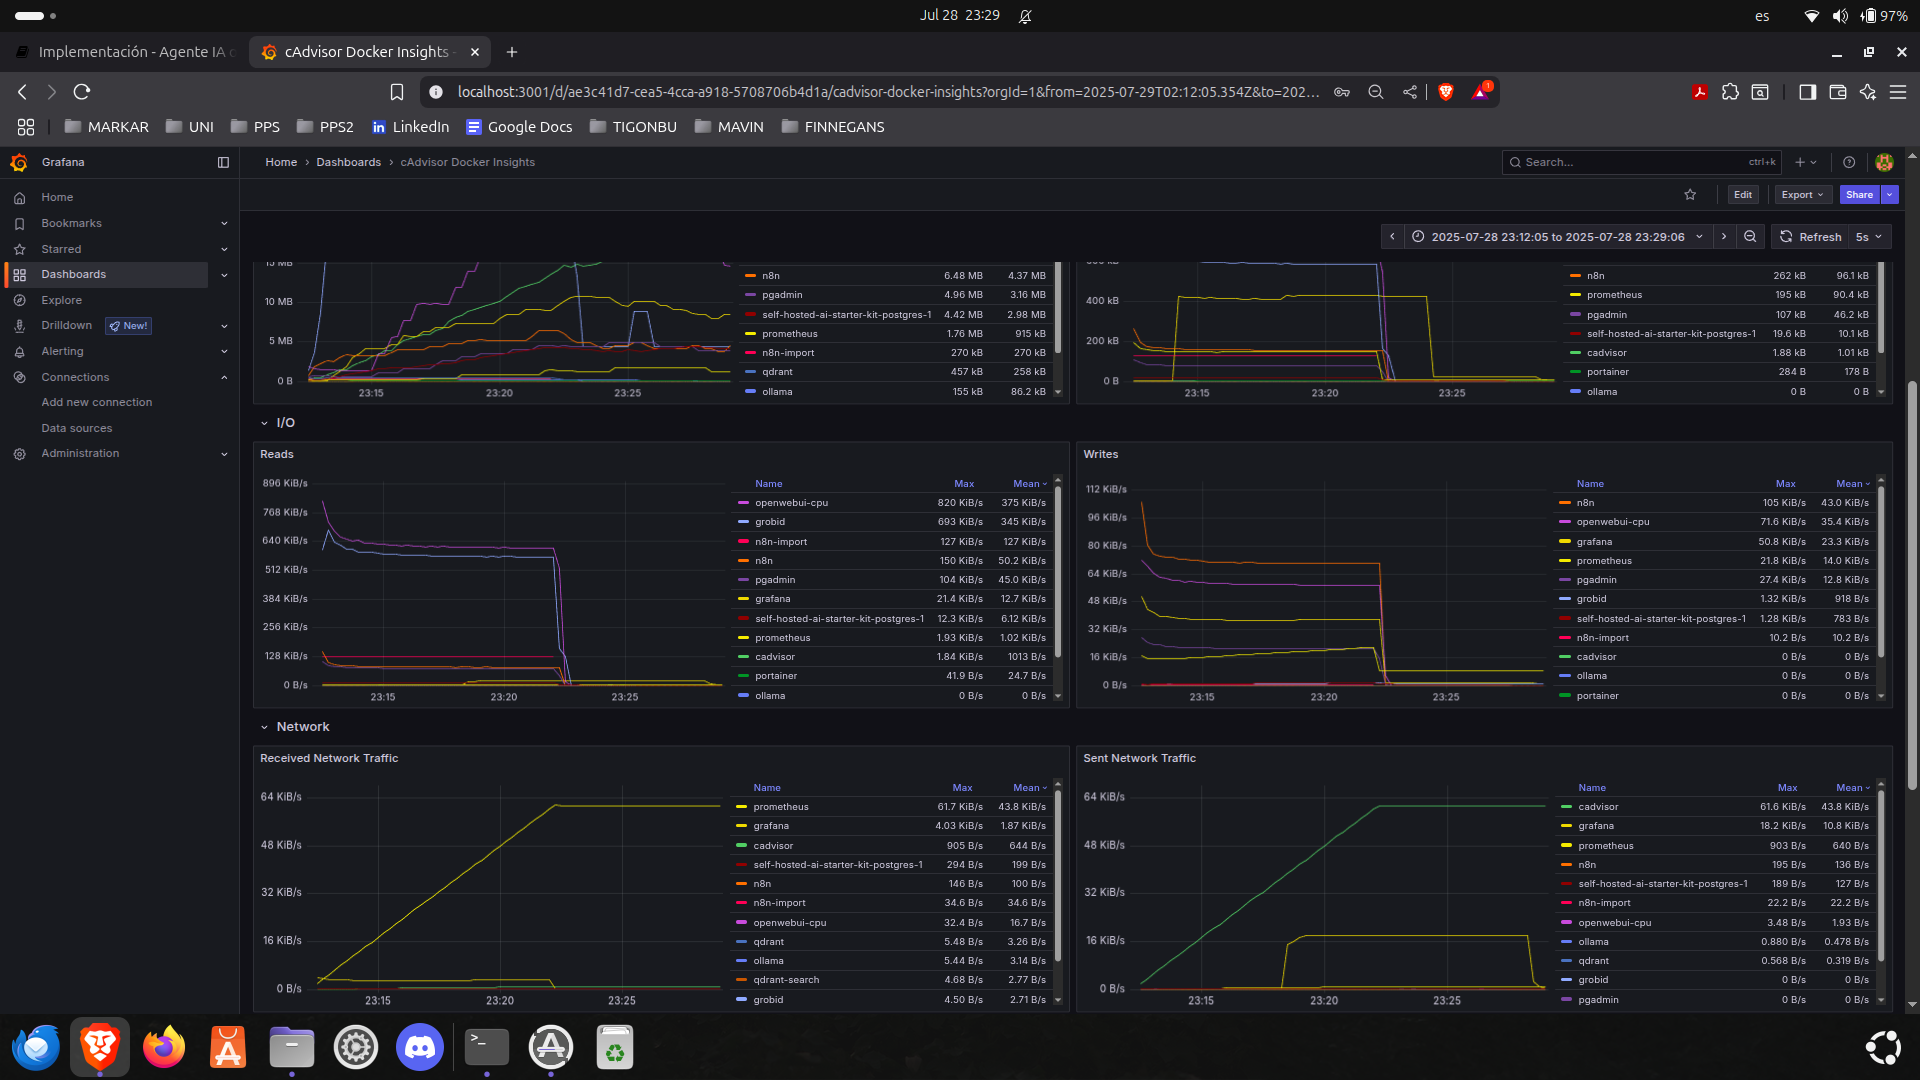 Jul 28 23:29
es
97%
Implementación - Agente IA
cAdvisor Docker Insights -
localhost:3001/d/ae3c41d7-cea5-4cca-a918-5708706b4d1a/cadvisor-docker-insights?orgId=1&from=2025-07-29T02:12:05.354Z&to=202...
1
MARKAR
UNI
PPS
PPS2
LinkedIn
Google Docs
TIGONBU
MAVIN
FINNEGANS
Grafana
Home › Dashboards › cAdvisor Docker Insights
Search...
ctrl+k
Edit
Export
Share
2025-07-28 23:12:05 to 2025-07-28 23:29:06
Refresh
5s
Home
Bookmarks
Starred
Dashboards
Explore
Drilldown
New!
Alerting
Connections
Add new connection
Data sources
Administration
15 MB
10 MB
5 MB
0 B
23:15
23:20
23:25
n8n 6.48 MB 4.37 MB
pgadmin 4.96 MB 3.16 MB
self-hosted-ai-starter-kit-postgres-1 4.42 MB 2.98 MB
prometheus 1.76 MB 915 kB
n8n-import 270 kB 270 kB
qdrant 457 kB 258 kB
ollama 155 kB 86.2 kB
600 kB
400 kB
200 kB
0 B
23:15
23:20
23:25
n8n 262 kB 96.1 kB
prometheus 195 kB 90.4 kB
pgadmin 107 kB 46.2 kB
self-hosted-ai-starter-kit-postgres-1 19.6 kB 10.1 kB
cadvisor 1.88 kB 1.01 kB
portainer 284 B 178 B
ollama 0 B 0 B
I/O
Reads
896 KiB/s
768 KiB/s
640 KiB/s
512 KiB/s
384 KiB/s
256 KiB/s
128 KiB/s
0 B/s
23:15
23:20
23:25
Name Max Mean
openwebui-cpu 820 KiB/s 375 KiB/s
grobid 693 KiB/s 345 KiB/s
n8n-import 127 KiB/s 127 KiB/s
n8n 150 KiB/s 50.2 KiB/s
pgadmin 104 KiB/s 45.0 KiB/s
grafana 21.4 KiB/s 12.7 KiB/s
self-hosted-ai-starter-kit-postgres-1 12.3 KiB/s 6.12 KiB/s
prometheus 1.93 KiB/s 1.02 KiB/s
cadvisor 1.84 KiB/s 1013 B/s
portainer 41.9 B/s 24.7 B/s
ollama 0 B/s 0 B/s
Writes
112 KiB/s
96 KiB/s
80 KiB/s
64 KiB/s
48 KiB/s
32 KiB/s
16 KiB/s
0 B/s
23:15
23:20
23:25
Name Max Mean
n8n 105 KiB/s 43.0 KiB/s
openwebui-cpu 71.6 KiB/s 35.4 KiB/s
grafana 50.8 KiB/s 23.3 KiB/s
prometheus 21.8 KiB/s 14.0 KiB/s
pgadmin 27.4 KiB/s 12.8 KiB/s
grobid 1.32 KiB/s 918 B/s
self-hosted-ai-starter-kit-postgres-1 1.28 KiB/s 783 B/s
n8n-import 10.2 B/s 10.2 B/s
cadvisor 0 B/s 0 B/s
ollama 0 B/s 0 B/s
portainer 0 B/s 0 B/s
Network
Received Network Traffic
64 KiB/s
48 KiB/s
32 KiB/s
16 KiB/s
0 B/s
23:15
23:20
23:25
Name Max Mean
prometheus 61.7 KiB/s 43.8 KiB/s
grafana 4.03 KiB/s 1.87 KiB/s
cadvisor 905 B/s 644 B/s
self-hosted-ai-starter-kit-postgres-1 294 B/s 199 B/s
n8n 146 B/s 100 B/s
n8n-import 34.6 B/s 34.6 B/s
openwebui-cpu 32.4 B/s 16.7 B/s
qdrant 5.48 B/s 3.26 B/s
ollama 5.44 B/s 3.14 B/s
qdrant-search 4.68 B/s 2.77 B/s
grobid 4.50 B/s 2.71 B/s
Sent Network Traffic
64 KiB/s
48 KiB/s
32 KiB/s
16 KiB/s
0 B/s
23:15
23:20
23:25
Name Max Mean
cadvisor 61.6 KiB/s 43.8 KiB/s
grafana 18.2 KiB/s 10.8 KiB/s
prometheus 903 B/s 640 B/s
n8n 195 B/s 136 B/s
self-hosted-ai-starter-kit-postgres-1 189 B/s 127 B/s
n8n-import 22.2 B/s 22.2 B/s
openwebui-cpu 3.48 B/s 1.93 B/s
ollama 0.880 B/s 0.478 B/s
qdrant 0.568 B/s 0.319 B/s
grobid 0 B/s 0 B/s
pgadmin 0 B/s 0 B/s